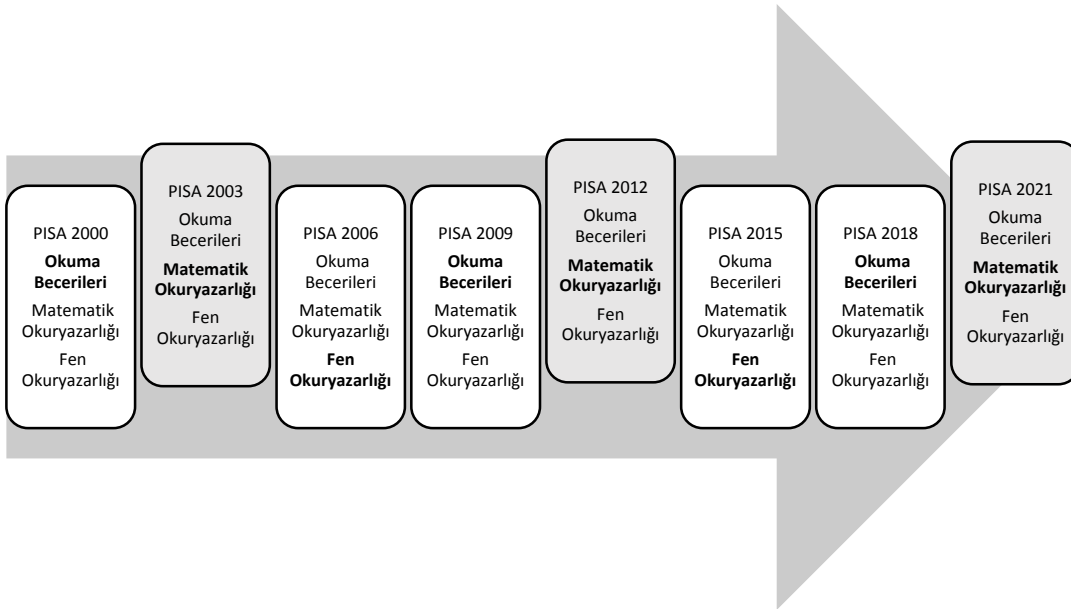 PISA 2000
Okuma
Becerileri
Matematik
Okuryazarlığı
Fen
Okuryazarlığı
PISA 2003
Okuma
Becerileri
Matematik
Okuryazarlığı
Fen
Okuryazarlığı
PISA 2006
Okuma
Becerileri
Matematik
Okuryazarlığı
Fen
Okuryazarlığı
PISA 2009
Okuma
Becerileri
Matematik
Okuryazarlığı
Fen
Okuryazarlığı
PISA 2012
Okuma
Becerileri
Matematik
Okuryazarlığı
Fen
Okuryazarlığı
PISA 2015
Okuma
Becerileri
Matematik
Okuryazarlığı
Fen
Okuryazarlığı
PISA 2018
Okuma
Becerileri
Matematik
Okuryazarlığı
Fen
Okuryazarlığı
PISA 2021
Okuma
Becerileri
Matematik
Okuryazarlığı
Fen
Okuryazarlığı